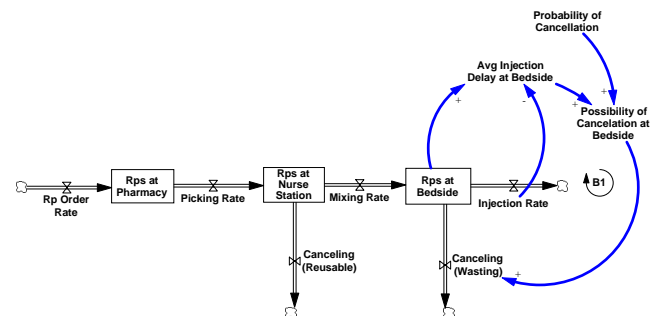 Probability of
Cancellation
Avg Injection
Delay at Bedside
+
-
+
+
Possibility of
Cancelation at
Bedside
Rp Order
Rate
Rps at
Pharmacy
Picking Rate
Rps at
Nurse
Station
Mixing Rate
Rps at
Bedside
Injection Rate
B1
Canceling
(Reusable)
Canceling
(Wasting)
+